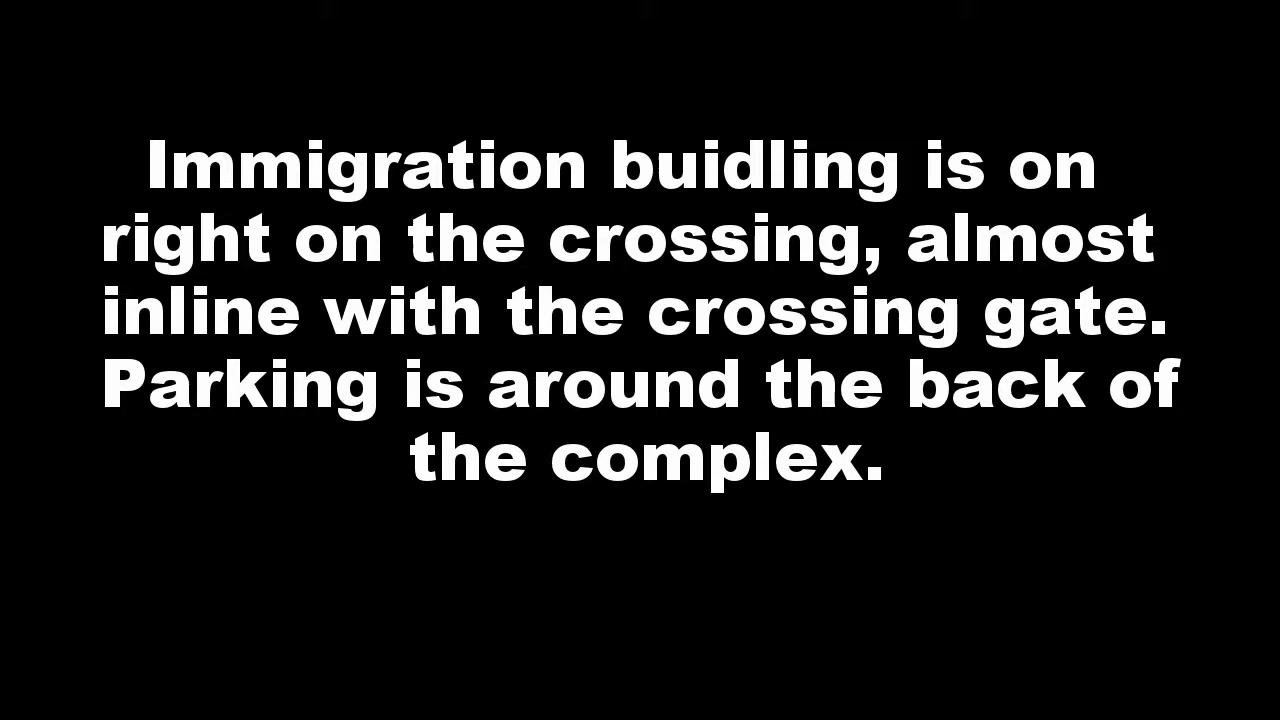 Immigration buidling is on
right on the crossing, almost
inline with the crossing gate.
Parking is around the back of
the complex.